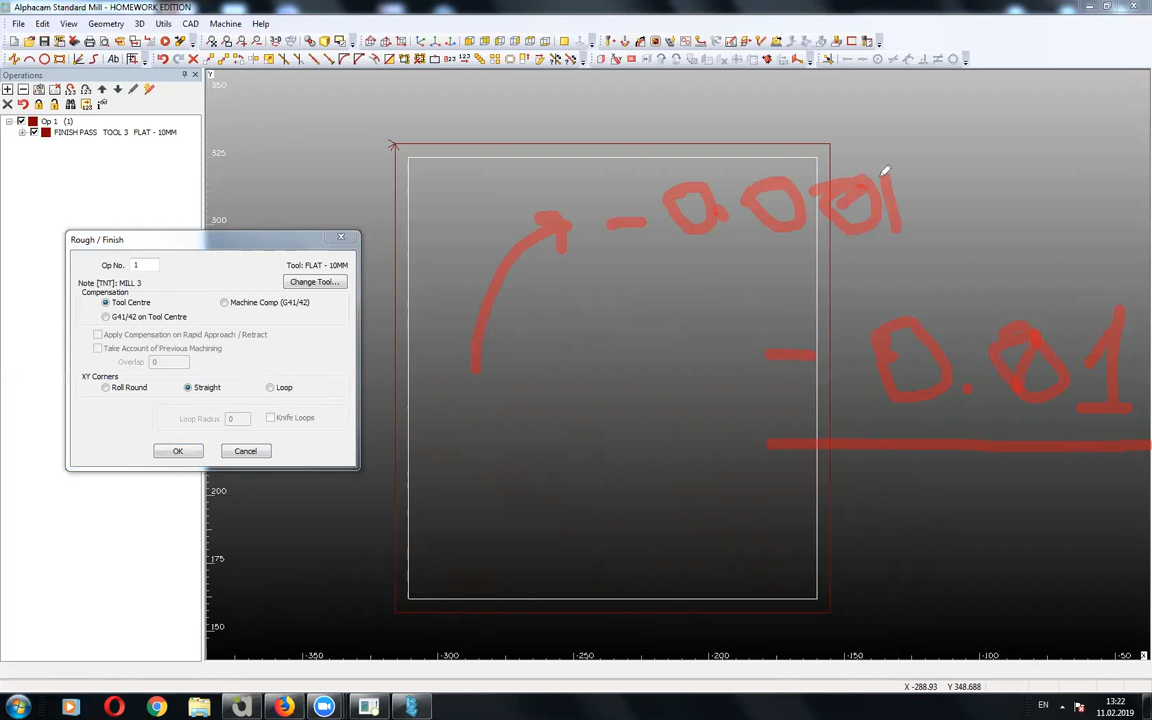 Alphacam Standard Mill - HOMEWORK EDITION
File Edit View Geometry 3D Utils CAD Machine Help
Operations
Op 1 (1)
FINISH PASS TOOL 3 FLAT - 10MM
Y
350
325
300
200
175
150
-350
-300
-250
-200
-150
-100
-50
X
Rough / Finish
Op No. 1
Tool: FLAT - 10MM
Note [TNT]: MILL 3
Change Tool...
Compensation
Tool Centre
Machine Comp (G41/42)
G41/42 on Tool Centre
Apply Compensation on Rapid Approach / Retract
Take Account of Previous Machining
Overlap 0
XY Corners
Roll Round
Straight
Loop
Loop Radius 0
Knife Loops
OK
Cancel
- 0.001
- 0.01
X -288.93 Y 348.688
EN
13:22
11.02.2019